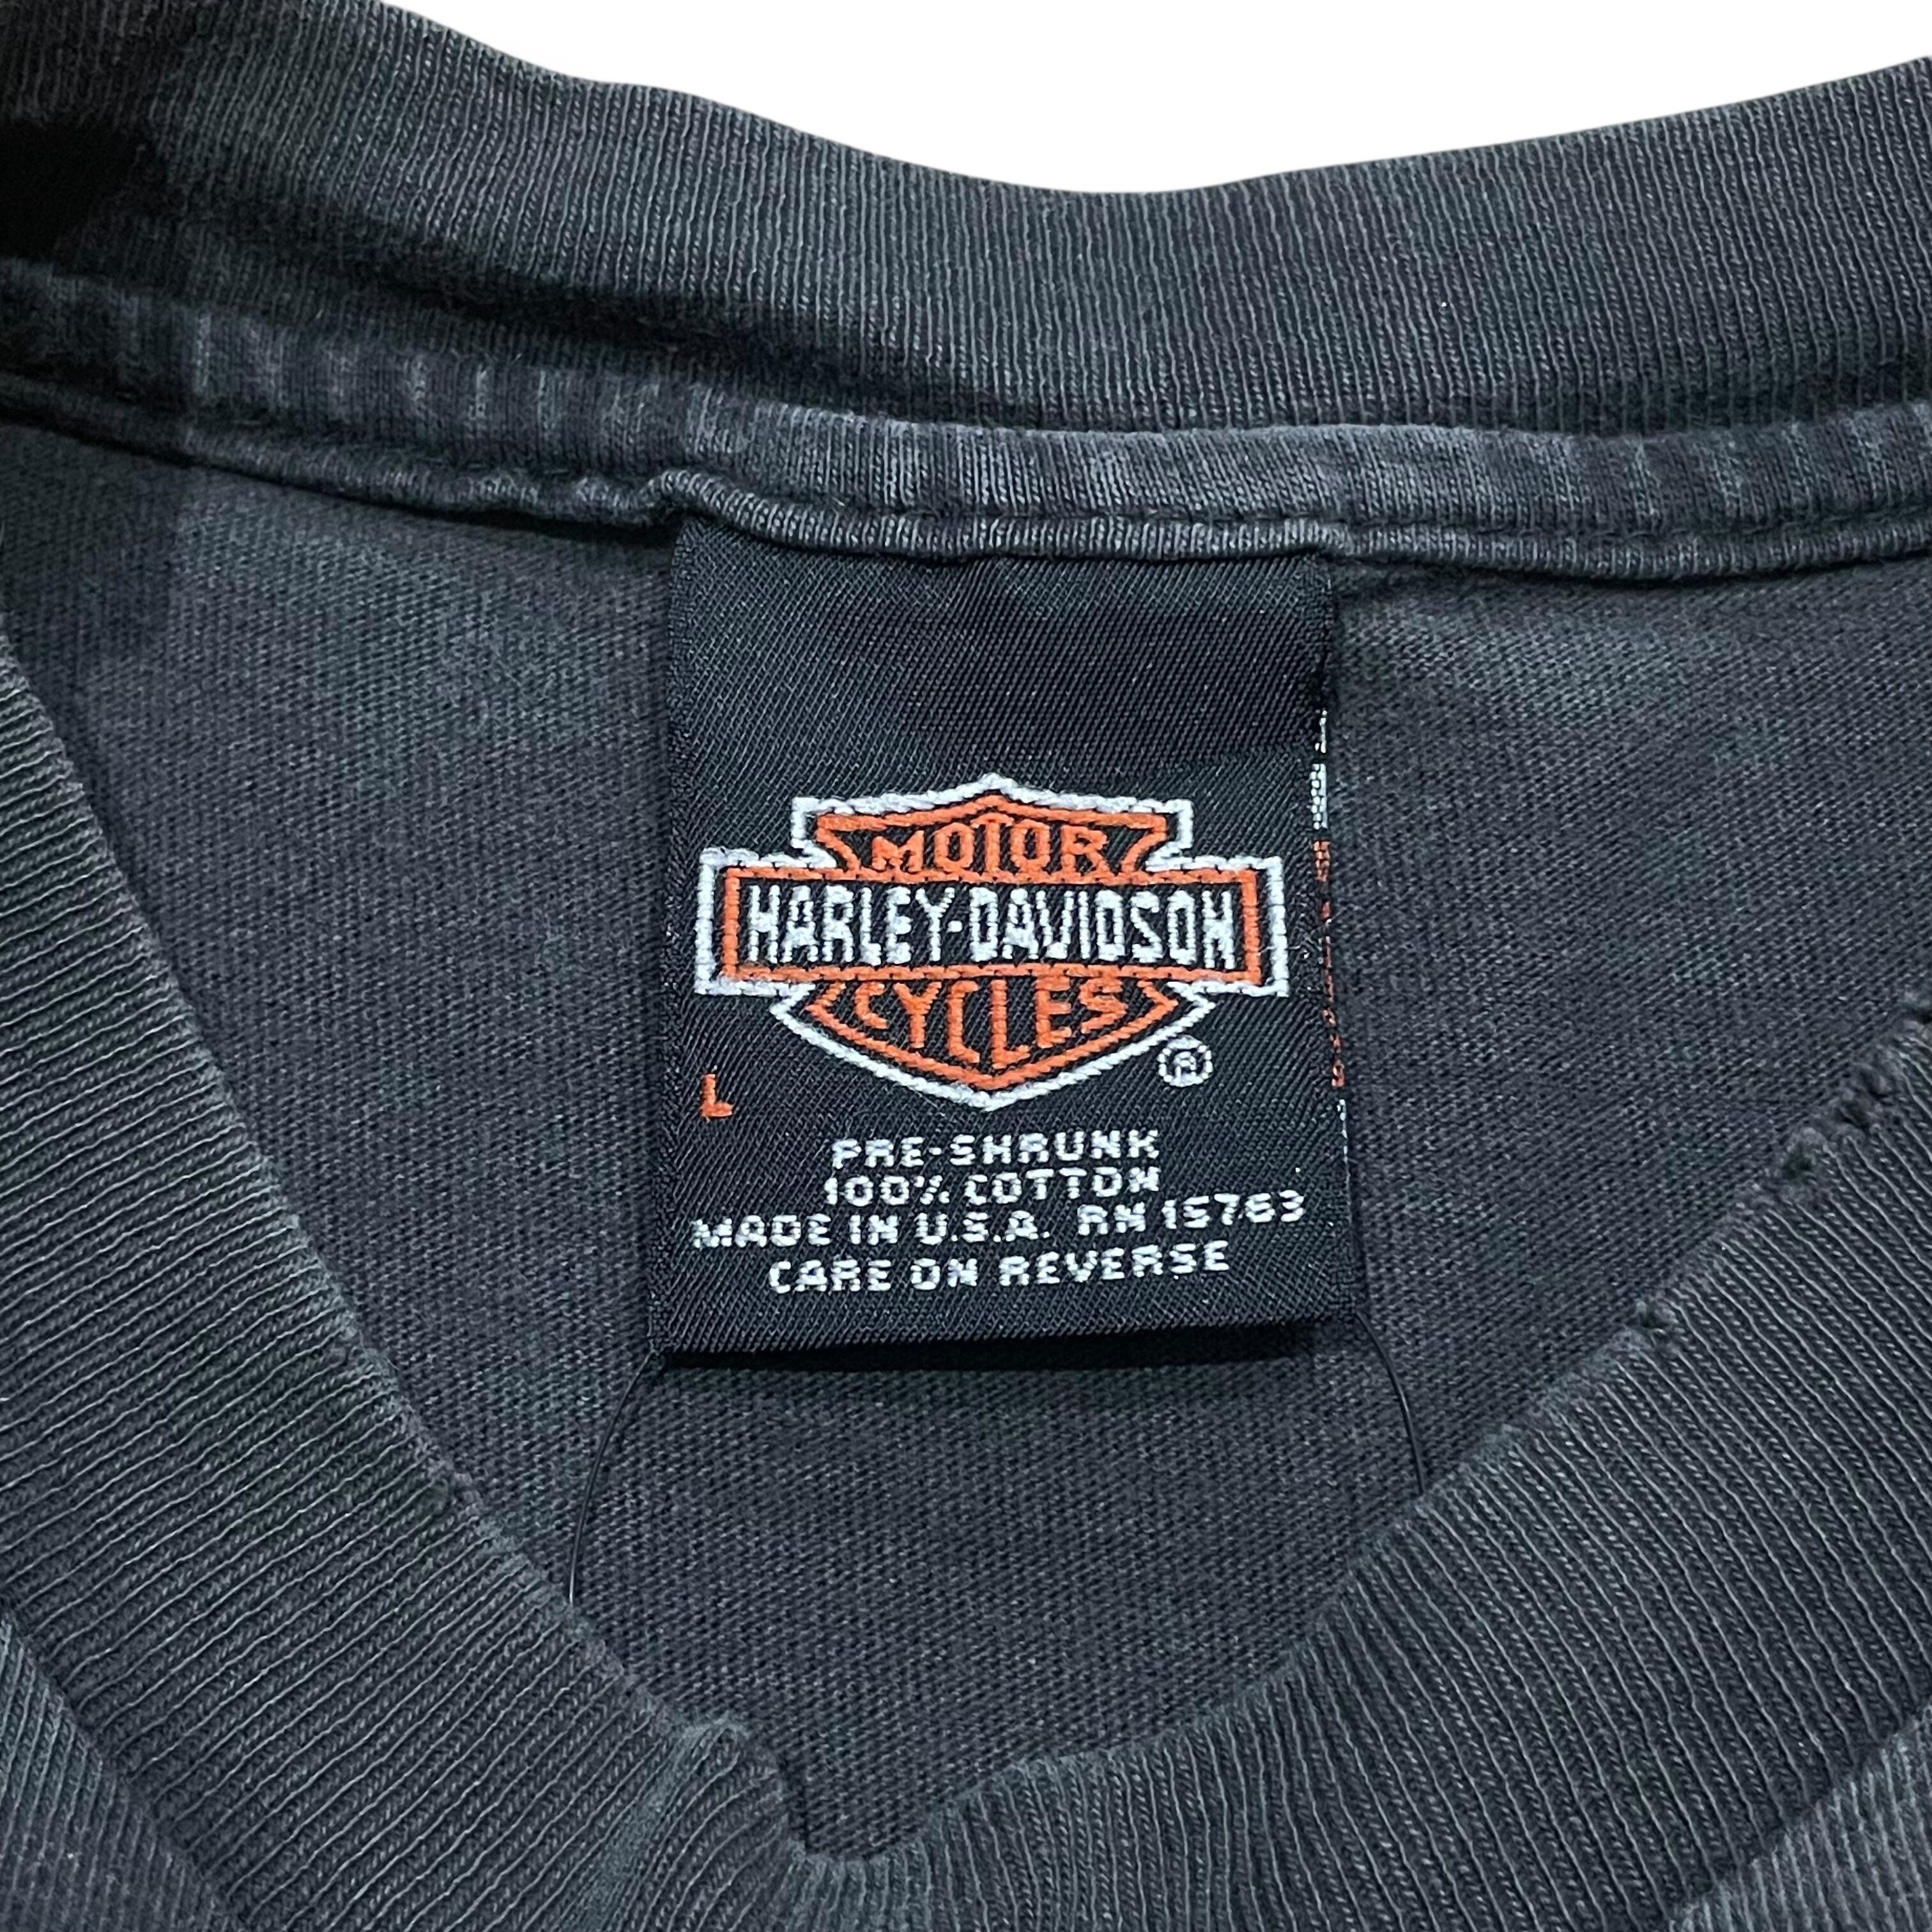 MOTOR
HARLEY-DAVIDSON
CYCLES
®
L
PRE-SHRUNK
100% COTTON
MADE IN U.S.A. RN 15763
CARE ON REVERSE